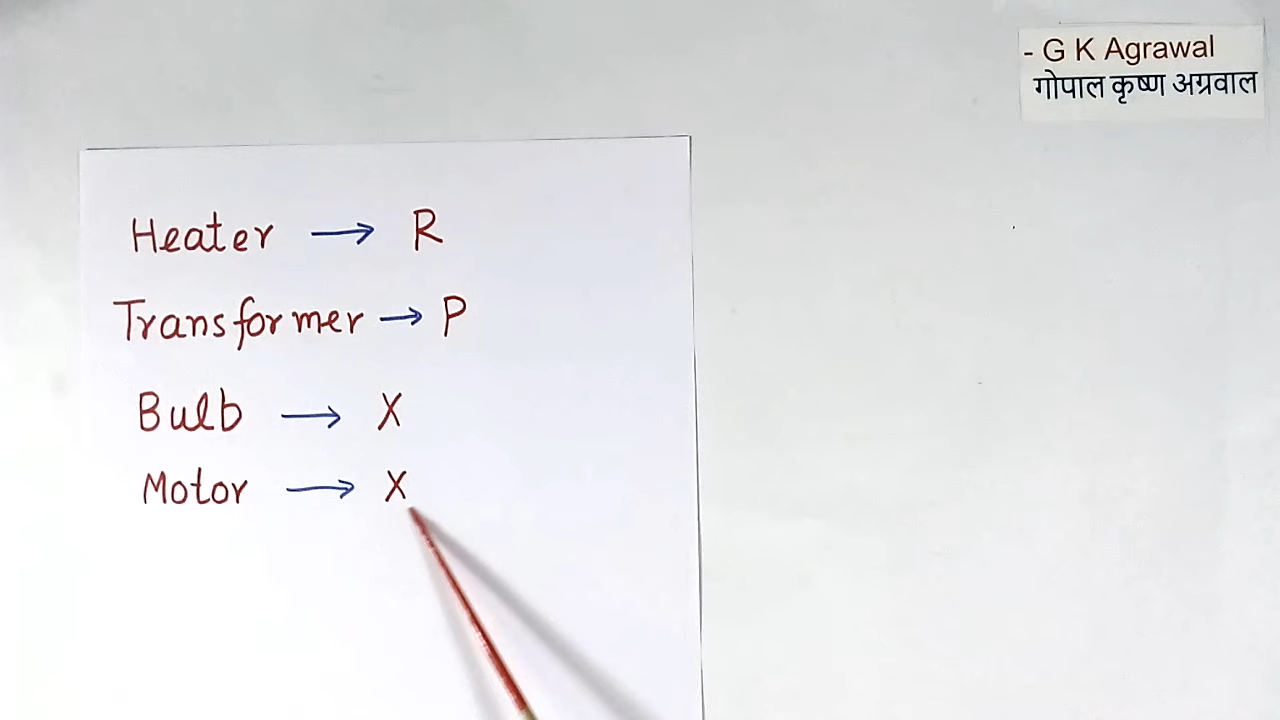 - G K Agrawal
गोपाल कृष्ण अग्रवाल
Heater → R
Transformer → P
Bulb → X
Motor → X